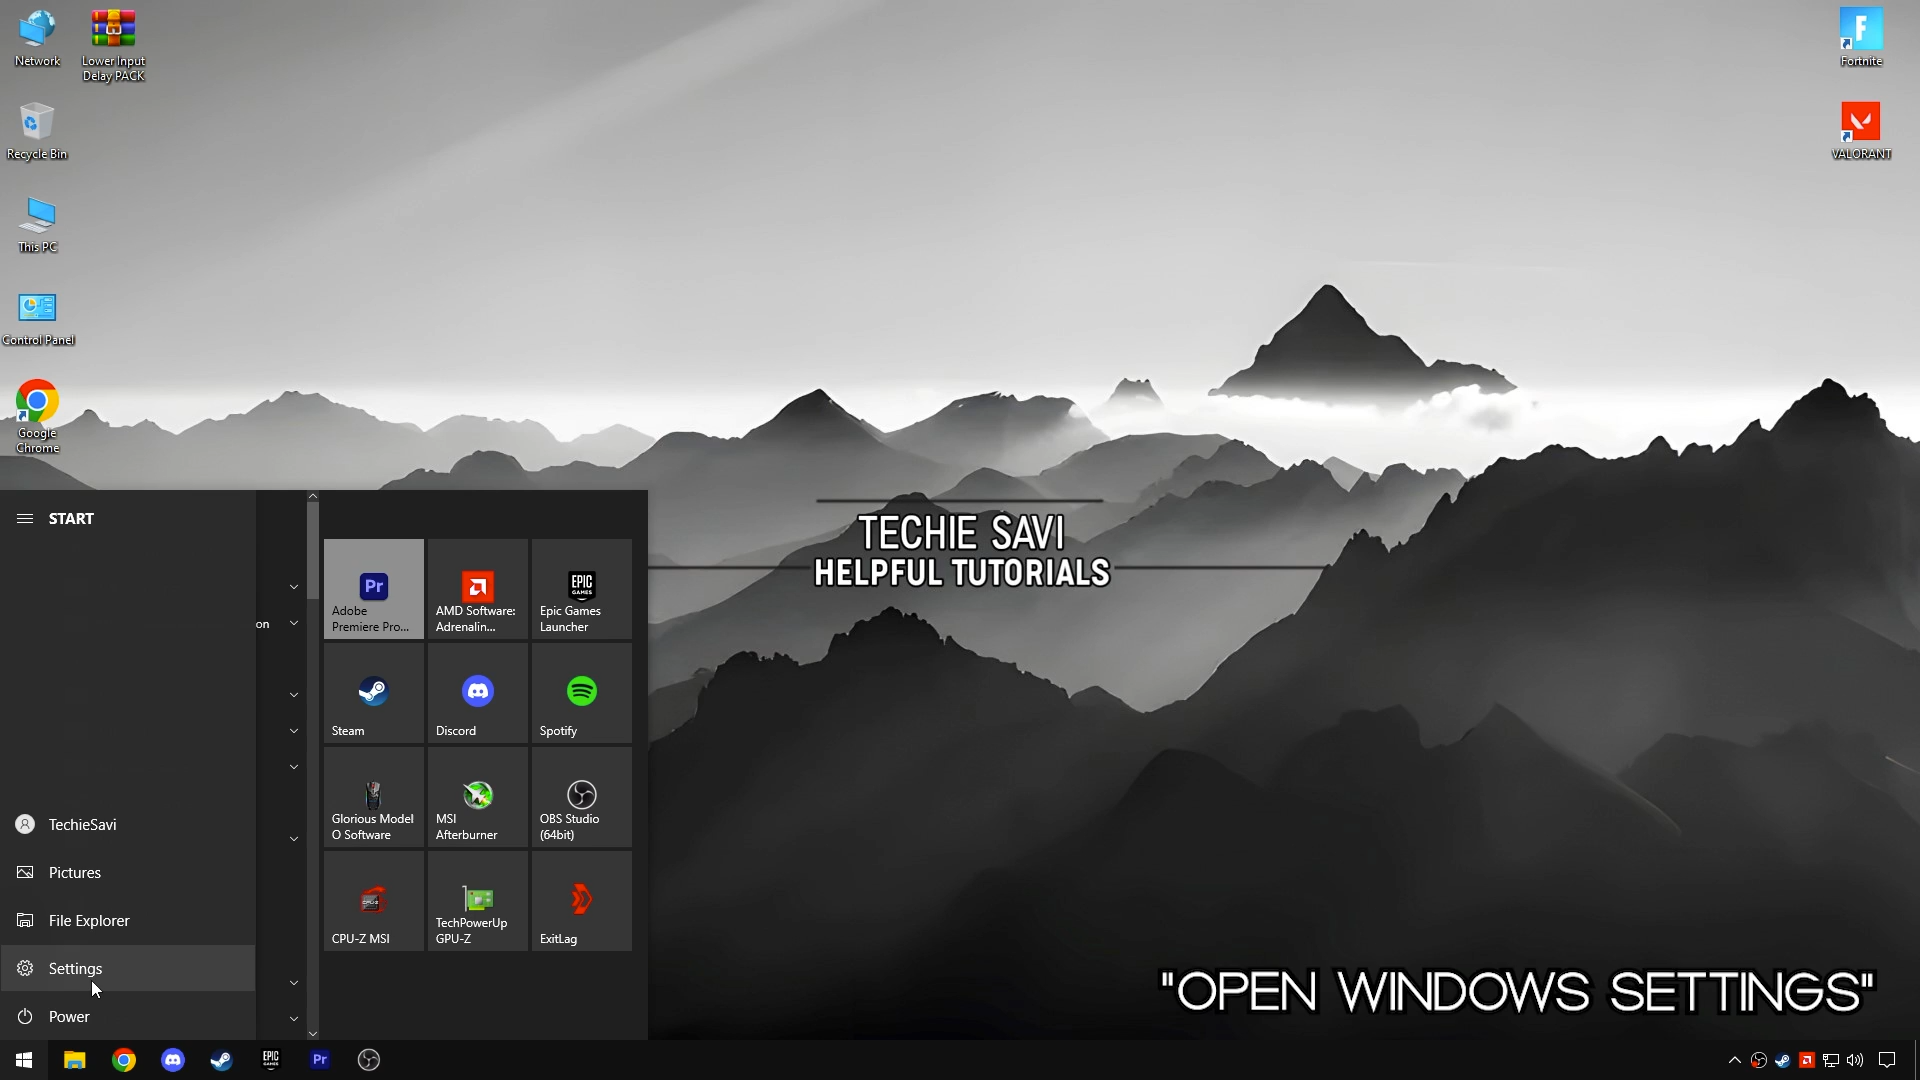 Network
Lower Input
Delay PACK
Recycle Bin
This PC
Control Panel
Google
Chrome
F
Fortnite
VALORANT
TECHIE SAVI
HELPFUL TUTORIALS
START
on
TechieSavi
Pictures
File Explorer
Settings
Power
Pr
Adobe
Premiere Pro...
AMD Software:
Adrenalin...
EPIC
GAMES
Epic Games
Launcher
Steam
Discord
Spotify
Glorious Model
O Software
MSI
Afterburner
OBS Studio
(64bit)
CPU-Z MSI
TechPowerUp
GPU-Z
ExitLag
"OPEN WINDOWS SETTINGS"
EPIC
Pr